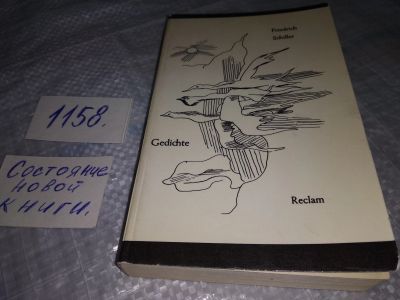 1158.
Состояние
новой
книги.
Friedrich
Schiller
Gedichte
Reclam